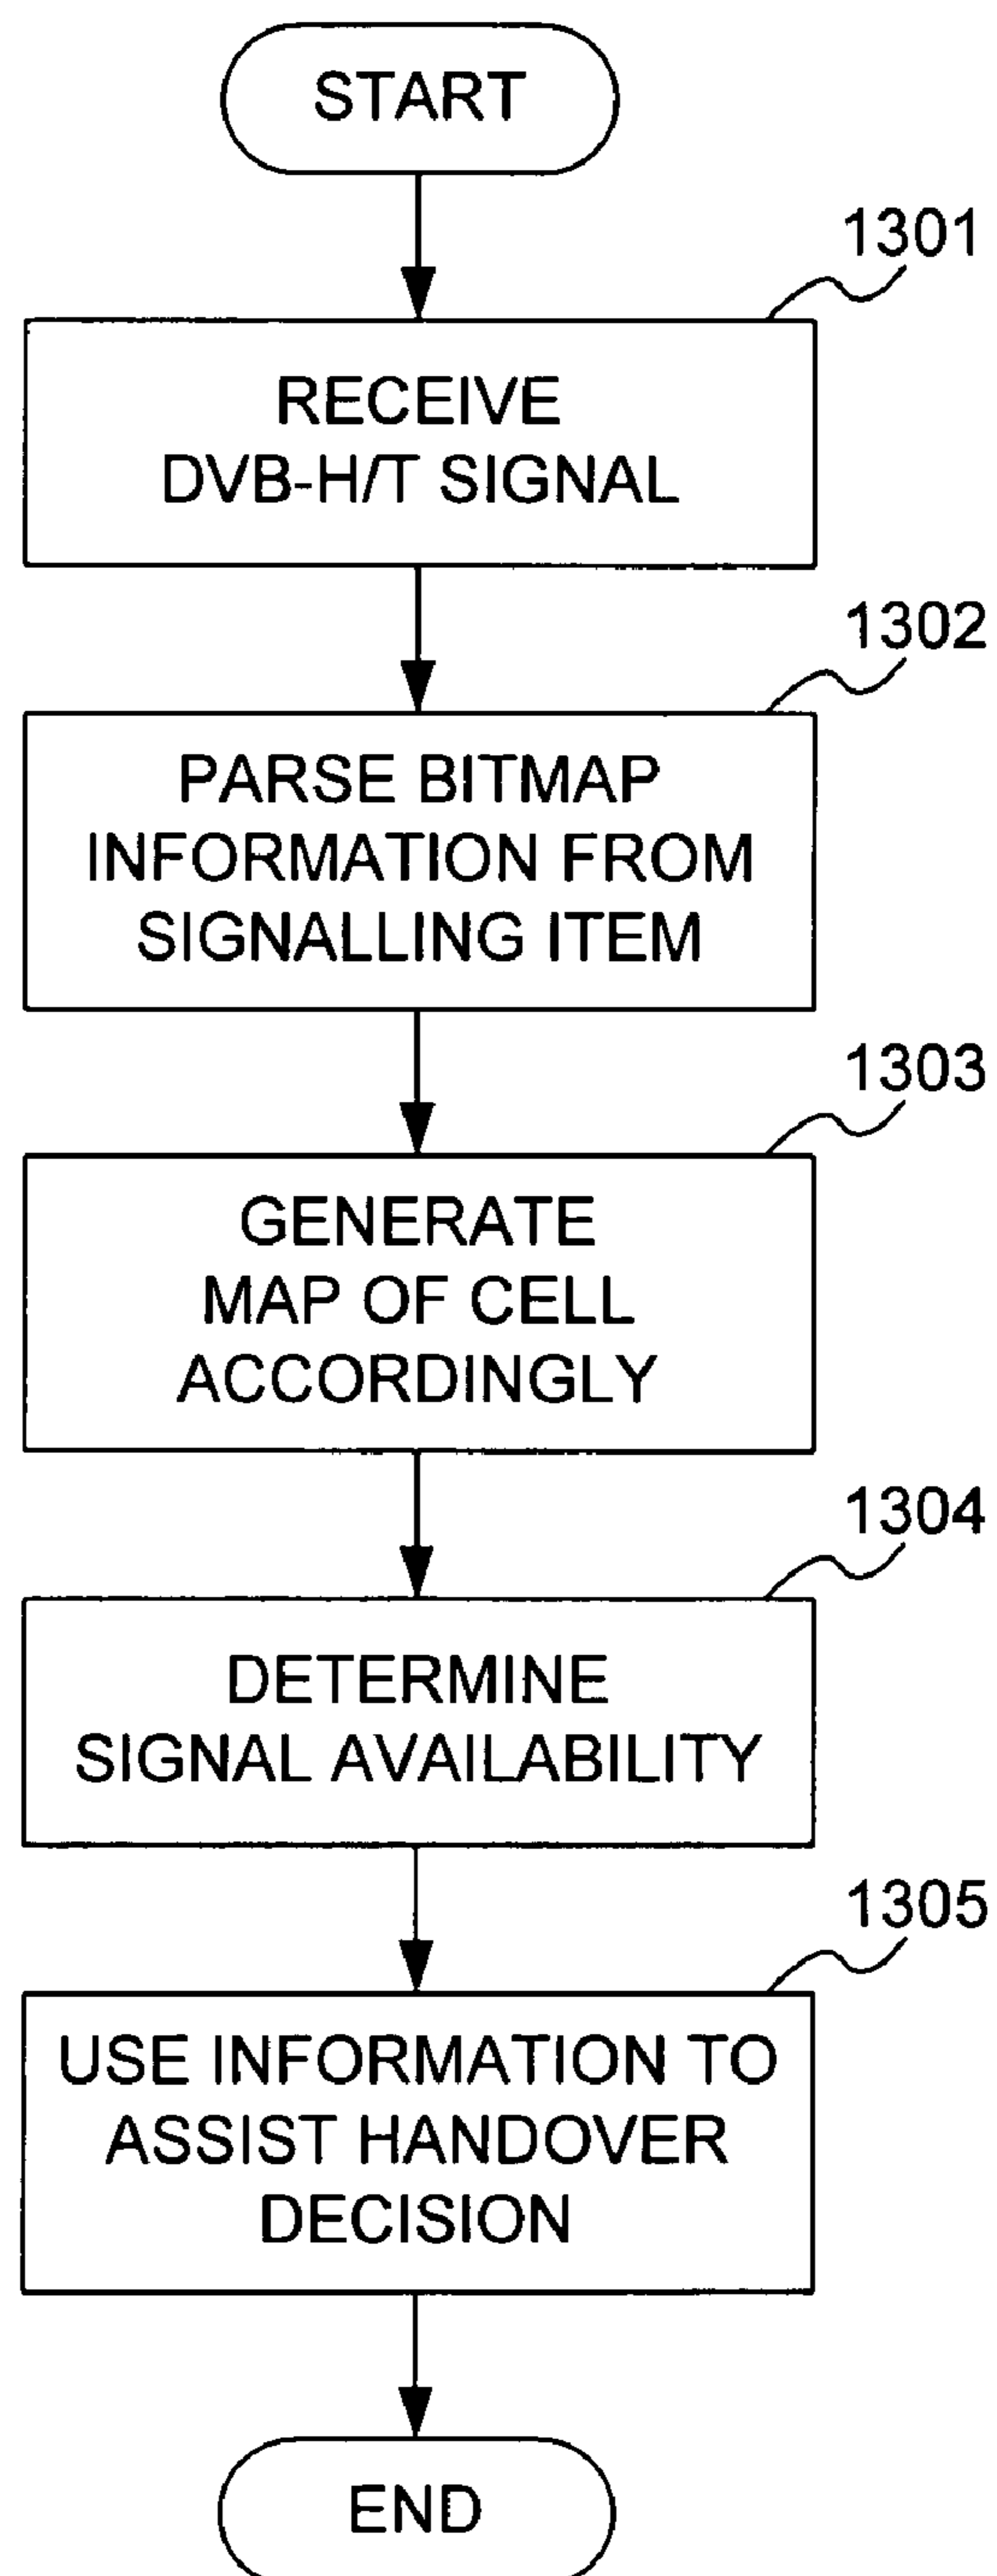 START
1301
RECEIVE
DVB-H/T SIGNAL
1302
PARSE BITMAP
INFORMATION FROM
SIGNALLING ITEM
1303
GENERATE
MAP OF CELL
ACCORDINGLY
1304
DETERMINE
SIGNAL AVAILABILITY
1305
USE INFORMATION TO
ASSIST HANDOVER
DECISION
END